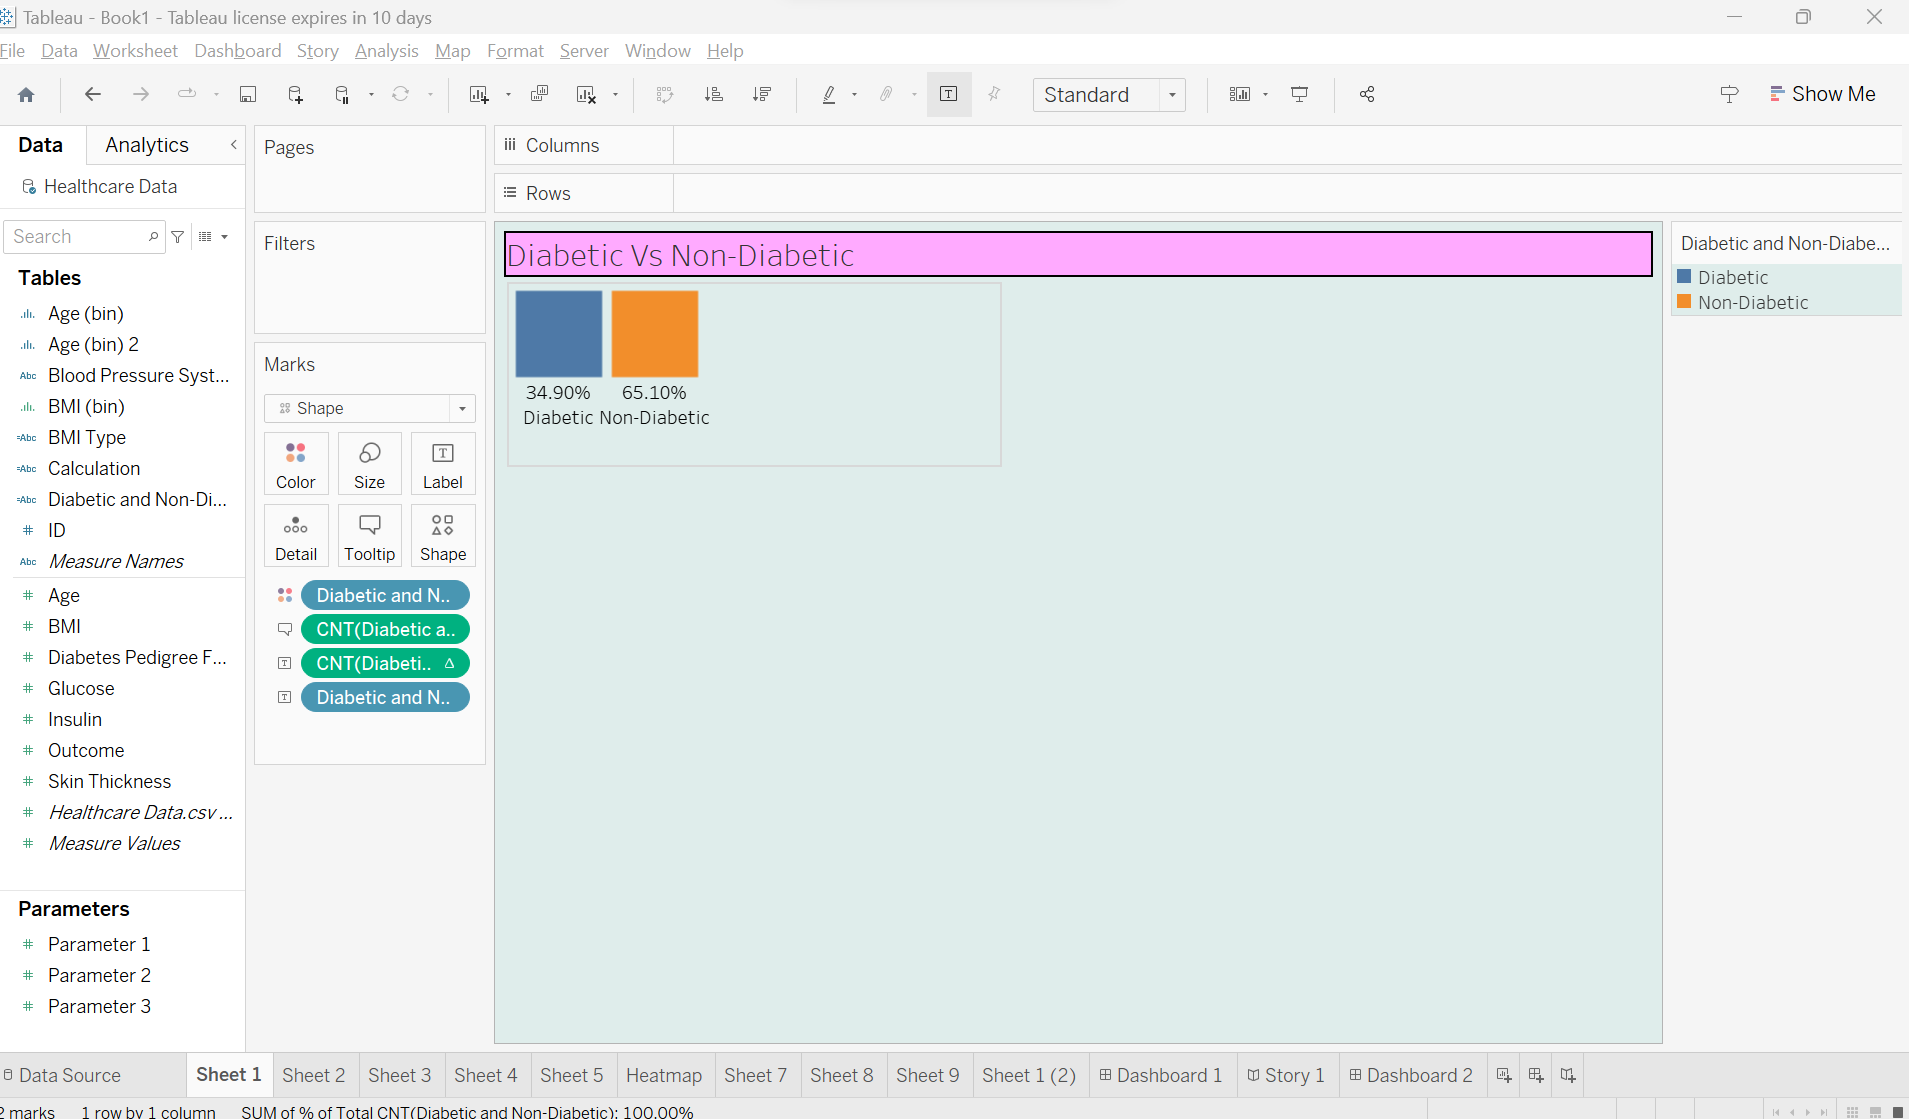 Tableau - Book1 - Tableau license expires in 10 days
File Data Worksheet Dashboard Story Analysis Map Format Server Window Help
Standard
Show Me
Data Analytics
Healthcare Data
Search
Tables
Age (bin)
Age (bin) 2
Abc Blood Pressure Syst...
BMI (bin)
=Abc BMI Type
=Abc Calculation
=Abc Diabetic and Non-Di...
# ID
Abc Measure Names
# Age
# BMI
# Diabetes Pedigree F...
# Glucose
# Insulin
# Outcome
# Skin Thickness
# Healthcare Data.csv ...
# Measure Values
Parameters
# Parameter 1
# Parameter 2
# Parameter 3
Pages
Filters
Marks
Shape
Color Size Label
Detail Tooltip Shape
Diabetic and N..
CNT(Diabetic a..
CNT(Diabeti.. Δ
Diabetic and N..
Columns
Rows
Diabetic Vs Non-Diabetic
34.90% 65.10%
Diabetic Non-Diabetic
Diabetic and Non-Diabe...
Diabetic
Non-Diabetic
Data Source Sheet 1 Sheet 2 Sheet 3 Sheet 4 Sheet 5 Heatmap Sheet 7 Sheet 8 Sheet 9 Sheet 1 (2) Dashboard 1 Story 1 Dashboard 2
2 marks 1 row by 1 column SUM of % of Total CNT(Diabetic and Non-Diabetic): 100.00%